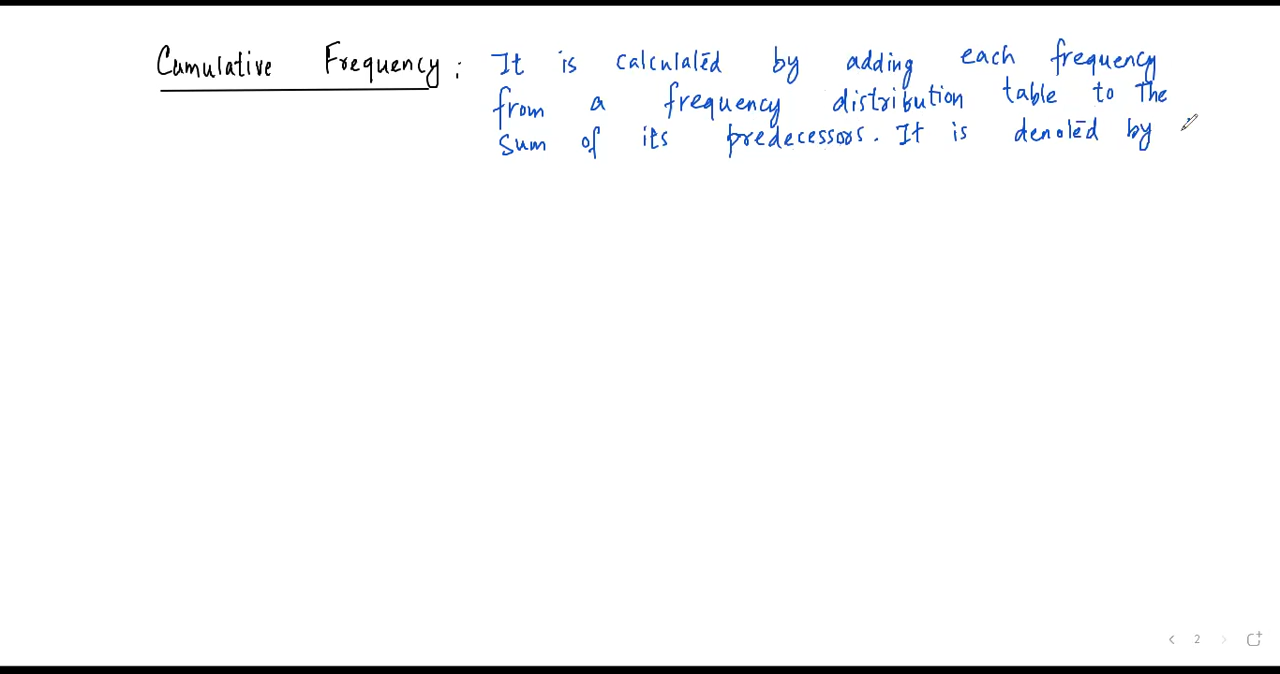 Cumulative Frequency : It is calculated by adding each frequency
from a frequency distribution table to the
sum of its predecessors. It is denoted by
2